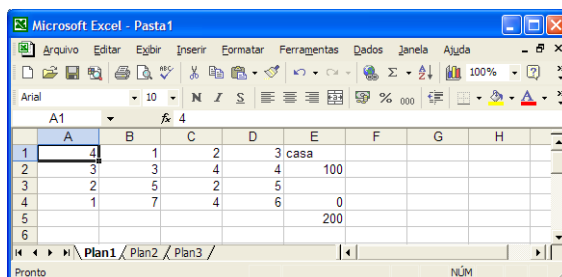 Microsoft Excel - Pasta1
Arquivo Editar Exibir Inserir Formatar Ferramentas Dados Janela Ajuda
100%
Arial 10 N I S % 000
A1 fx 4
A B C D E F G H
1 4 1 2 3 casa
2 3 3 4 4 100
3 2 5 2 5
4 1 7 4 6 0
5 200
6
Plan1 Plan2 Plan3
Pronto NÚM